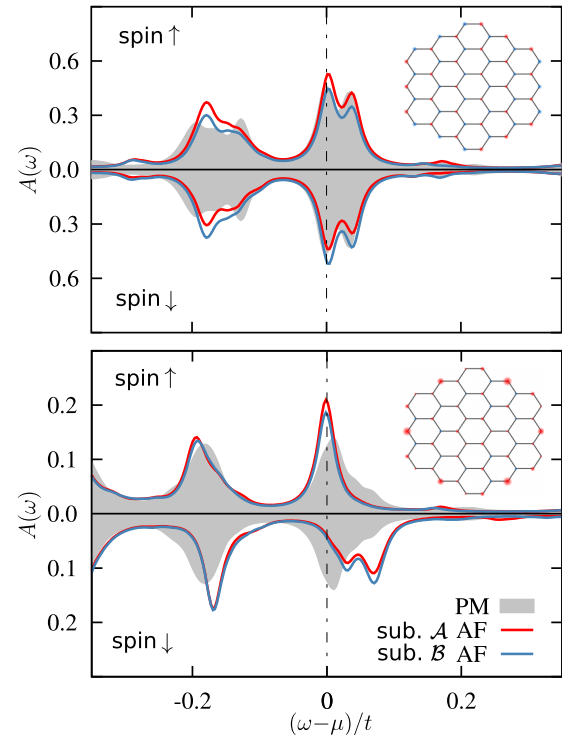 spin↑
0.6
0.3
0.0
0.3
0.6
A(ω)
spin↓
spin↑
0.2
0.1
0.0
0.1
0.2
A(ω)
spin↓
PM
sub. 𝒜 AF
sub. ℬ AF
-0.2
0
0.2
(ω−μ)/t